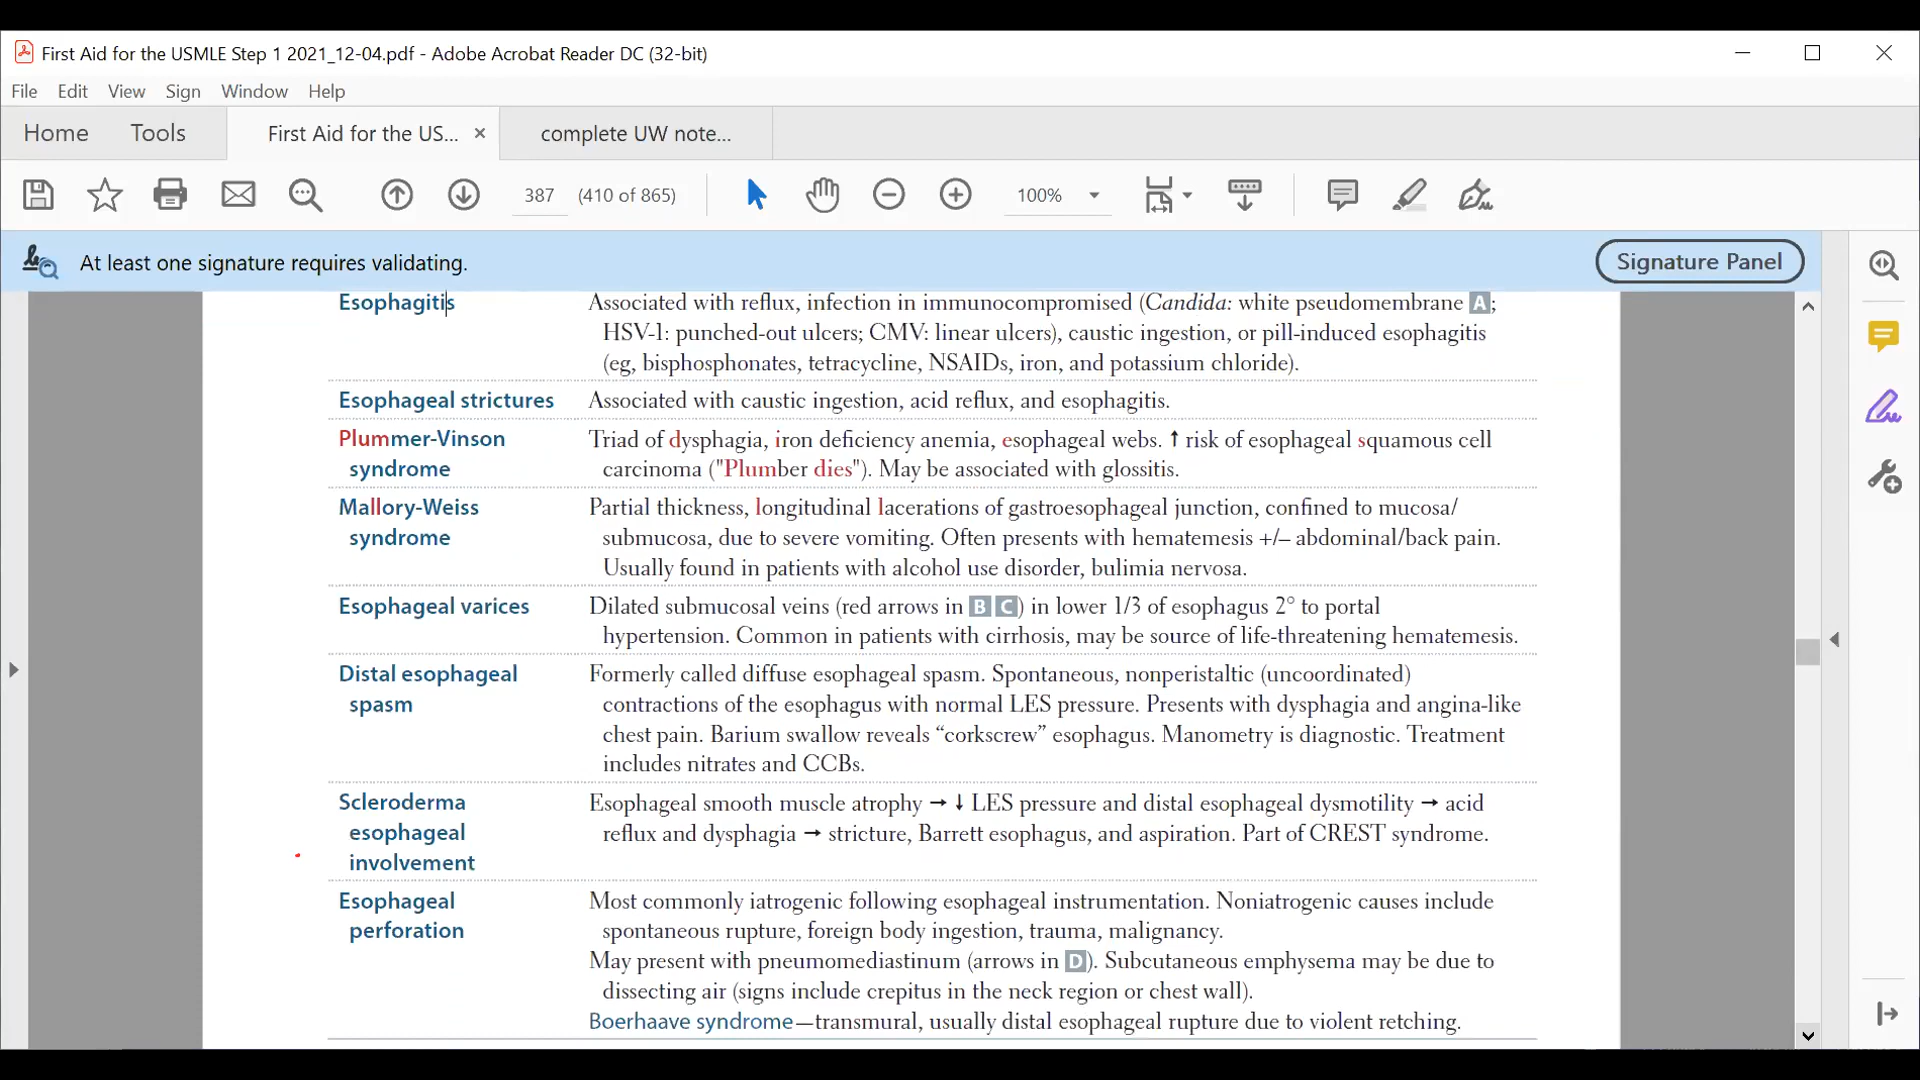 First Aid for the USMLE Step 1 2021_12-04.pdf - Adobe Acrobat Reader DC (32-bit)
File Edit View Sign Window Help
Home Tools First Aid for the US... × complete UW note...
387 (410 of 865) 100%
At least one signature requires validating. Signature Panel
Esophagitis Associated with reflux, infection in immunocompromised (Candida: white pseudomembrane A;
HSV-1: punched-out ulcers; CMV: linear ulcers), caustic ingestion, or pill-induced esophagitis
(eg, bisphosphonates, tetracycline, NSAIDs, iron, and potassium chloride).
Esophageal strictures Associated with caustic ingestion, acid reflux, and esophagitis.
Plummer-Vinson Triad of dysphagia, iron deficiency anemia, esophageal webs. ↑ risk of esophageal squamous cell
syndrome carcinoma ("Plumber dies"). May be associated with glossitis.
Mallory-Weiss Partial thickness, longitudinal lacerations of gastroesophageal junction, confined to mucosa/
syndrome submucosa, due to severe vomiting. Often presents with hematemesis +/– abdominal/back pain.
Usually found in patients with alcohol use disorder, bulimia nervosa.
Esophageal varices Dilated submucosal veins (red arrows in B C) in lower 1/3 of esophagus 2° to portal
hypertension. Common in patients with cirrhosis, may be source of life-threatening hematemesis.
Distal esophageal Formerly called diffuse esophageal spasm. Spontaneous, nonperistaltic (uncoordinated)
spasm contractions of the esophagus with normal LES pressure. Presents with dysphagia and angina-like
chest pain. Barium swallow reveals “corkscrew” esophagus. Manometry is diagnostic. Treatment
includes nitrates and CCBs.
Scleroderma Esophageal smooth muscle atrophy → ↓ LES pressure and distal esophageal dysmotility → acid
esophageal reflux and dysphagia → stricture, Barrett esophagus, and aspiration. Part of CREST syndrome.
involvement
Esophageal Most commonly iatrogenic following esophageal instrumentation. Noniatrogenic causes include
perforation spontaneous rupture, foreign body ingestion, trauma, malignancy.
May present with pneumomediastinum (arrows in D). Subcutaneous emphysema may be due to
dissecting air (signs include crepitus in the neck region or chest wall).
Boerhaave syndrome—transmural, usually distal esophageal rupture due to violent retching.